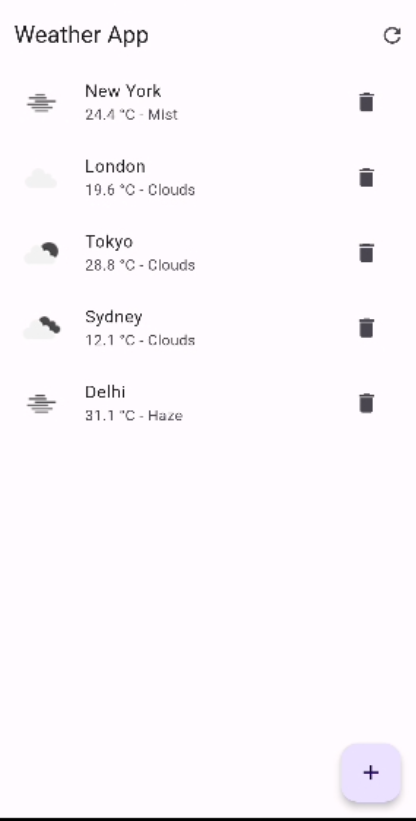 Weather App
New York
24.4 °C - Mist
London
19.6 °C - Clouds
Tokyo
28.8 °C - Clouds
Sydney
12.1 °C - Clouds
Delhi
31.1 °C - Haze
+